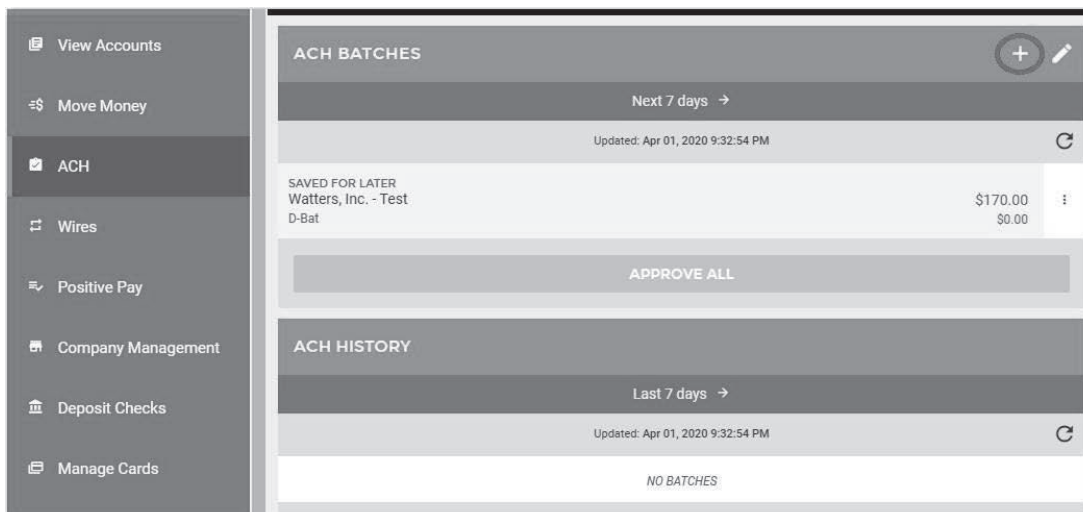 View Accounts
Move Money
ACH
Wires
Positive Pay
Company Management
Deposit Checks
Manage Cards
ACH BATCHES
Next 7 days →
Updated: Apr 01, 2020 9:32:54 PM
SAVED FOR LATER
Watters, Inc. - Test
D-Bat
$170.00
$0.00
APPROVE ALL
ACH HISTORY
Last 7 days →
Updated: Apr 01, 2020 9:32:54 PM
NO BATCHES